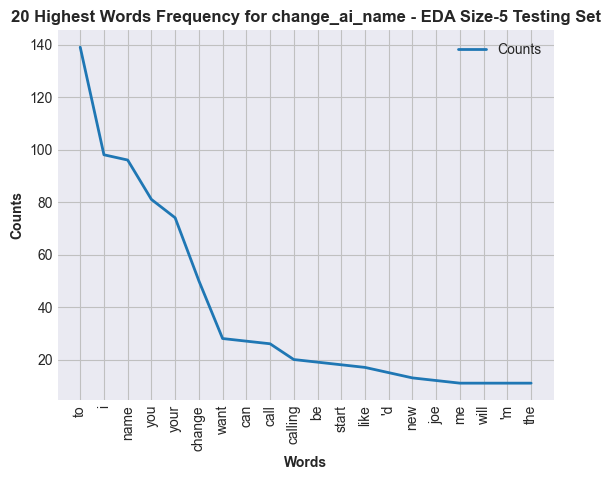 20 Highest Words Frequency for change_ai_name - EDA Size-5 Testing Set
Counts
140
120
100
80
60
40
20
Counts
to
i
name
you
your
change
want
can
call
calling
be
start
like
'd
new
joe
me
will
'm
the
Words